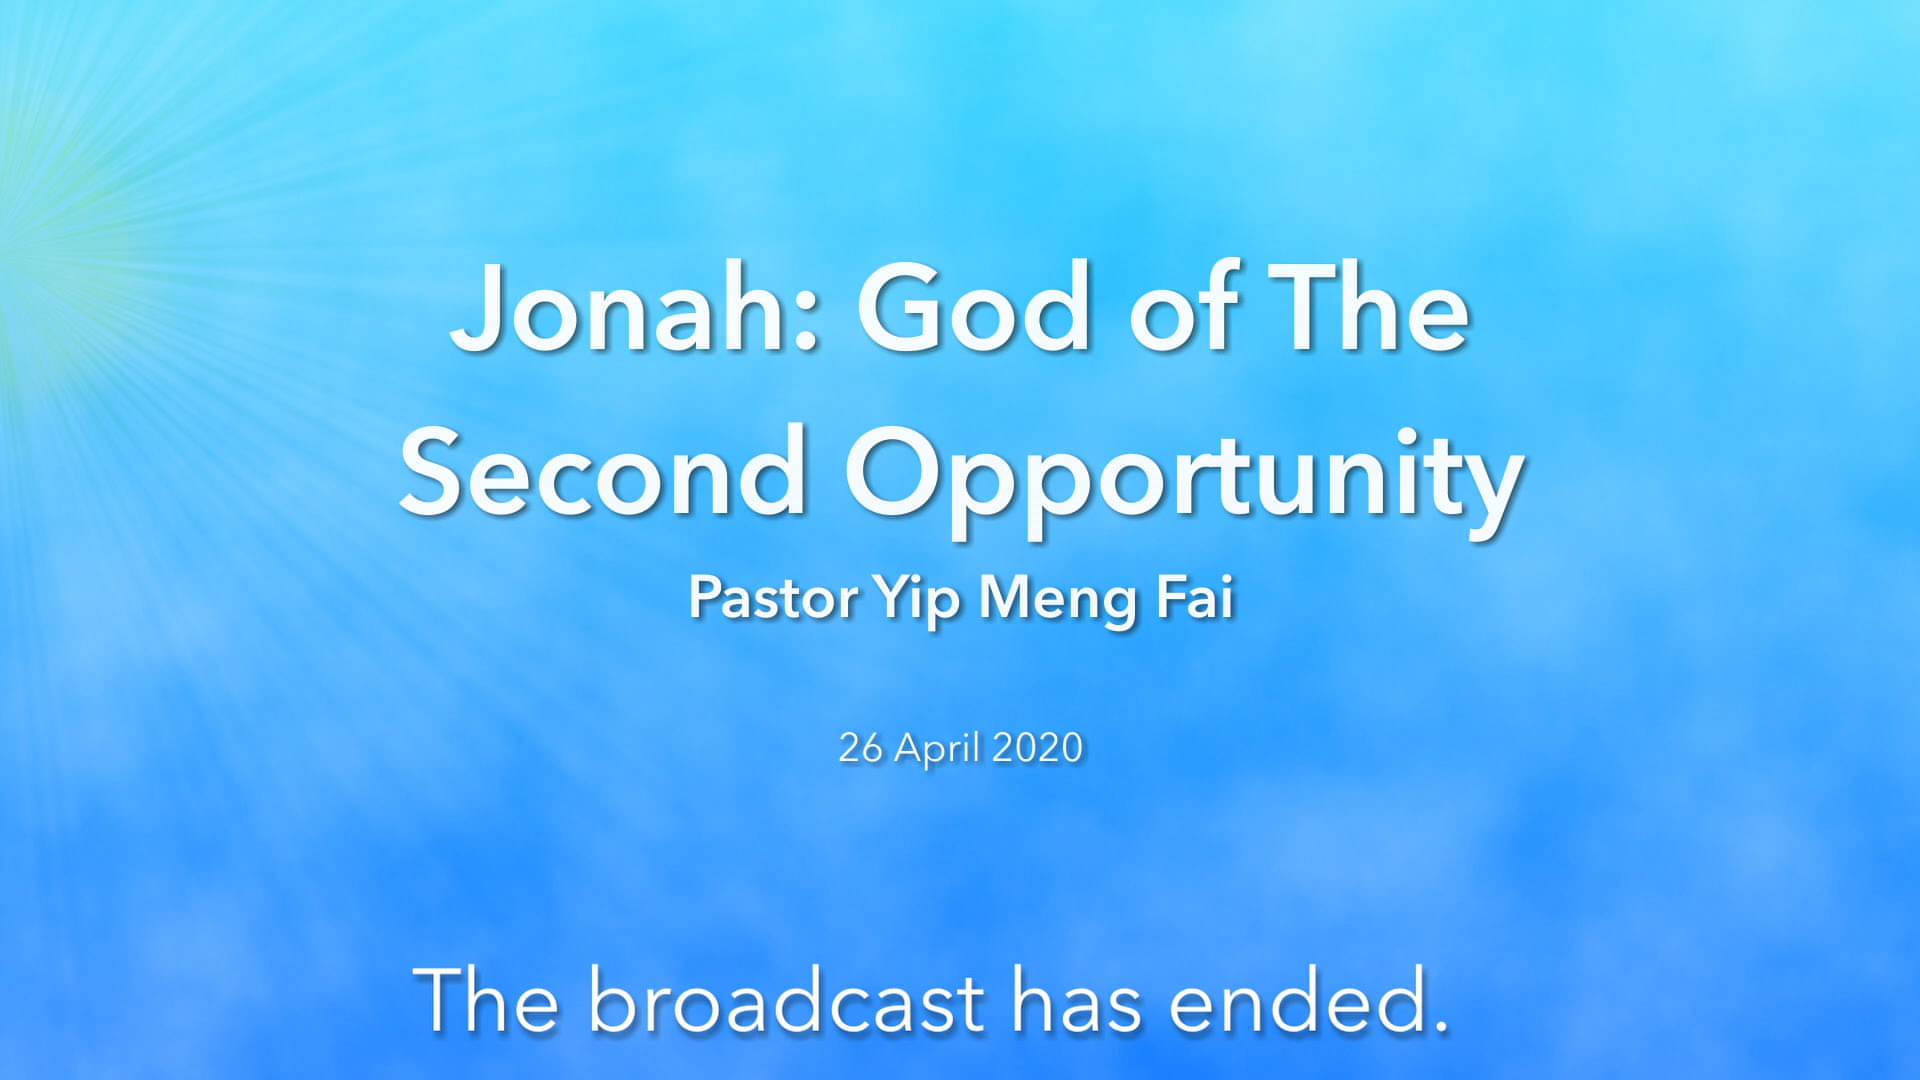 Jonah: God of The
Second Opportunity
Pastor Yip Meng Fai
26 April 2020
The broadcast has ended.